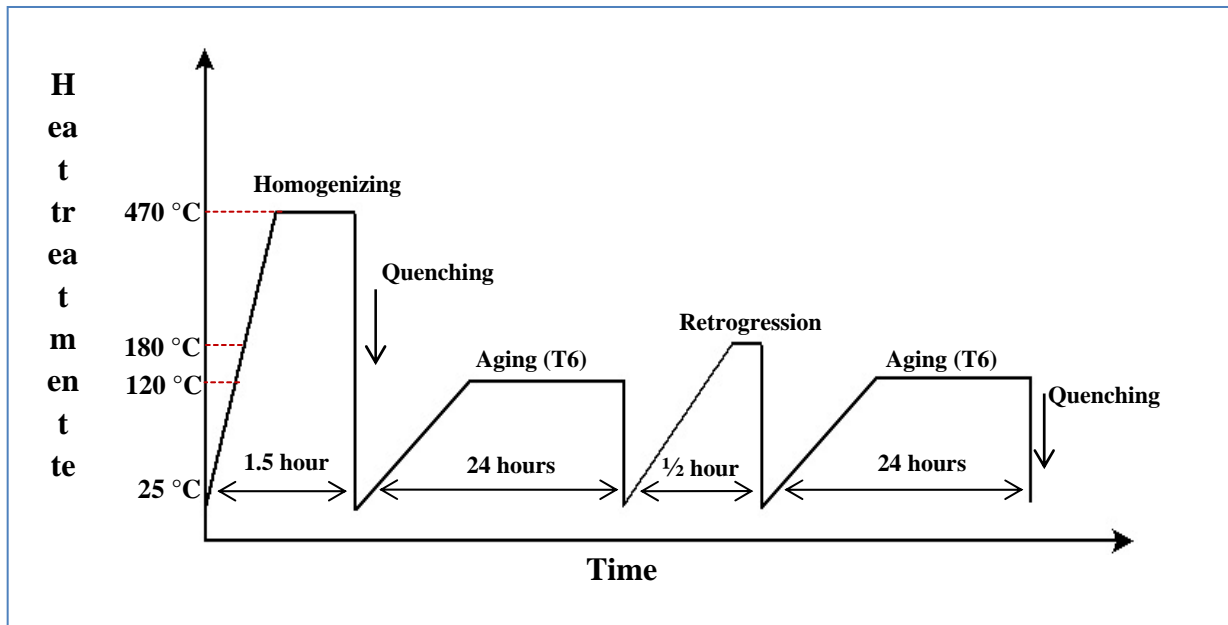 H
ea
t
tr
ea
t
m
en
t
te
Homogenizing
470 °C
Quenching
Retrogression
180 °C
Aging (T6)
Aging (T6)
120 °C
Quenching
1.5 hour
24 hours
½ hour
24 hours
25 °C
Time